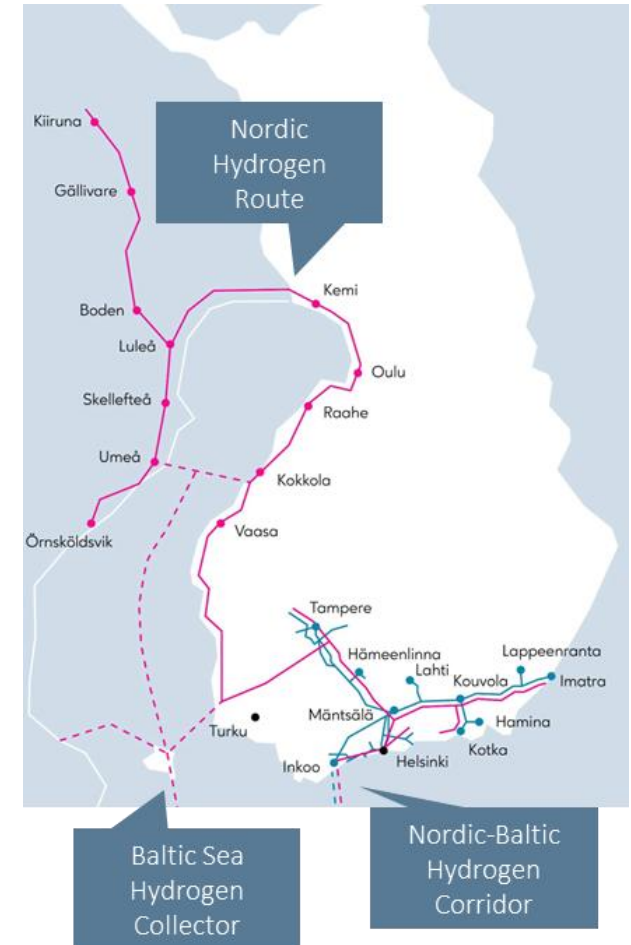 Nordic
Hydrogen
Route
Kiiruna
Gällivare
Boden
Kemi
Luleå
Oulu
Skellefteå
Raahe
Umeå
Kokkola
Vaasa
Örnsköldsvik
Tampere
Hämeenlinna
Lahti
Kouvola
Lappeenranta
Imatra
Mäntsälä
Turku
Hamina
Kotka
Helsinki
Inkoo
Baltic Sea
Hydrogen
Collector
Nordic-Baltic
Hydrogen
Corridor